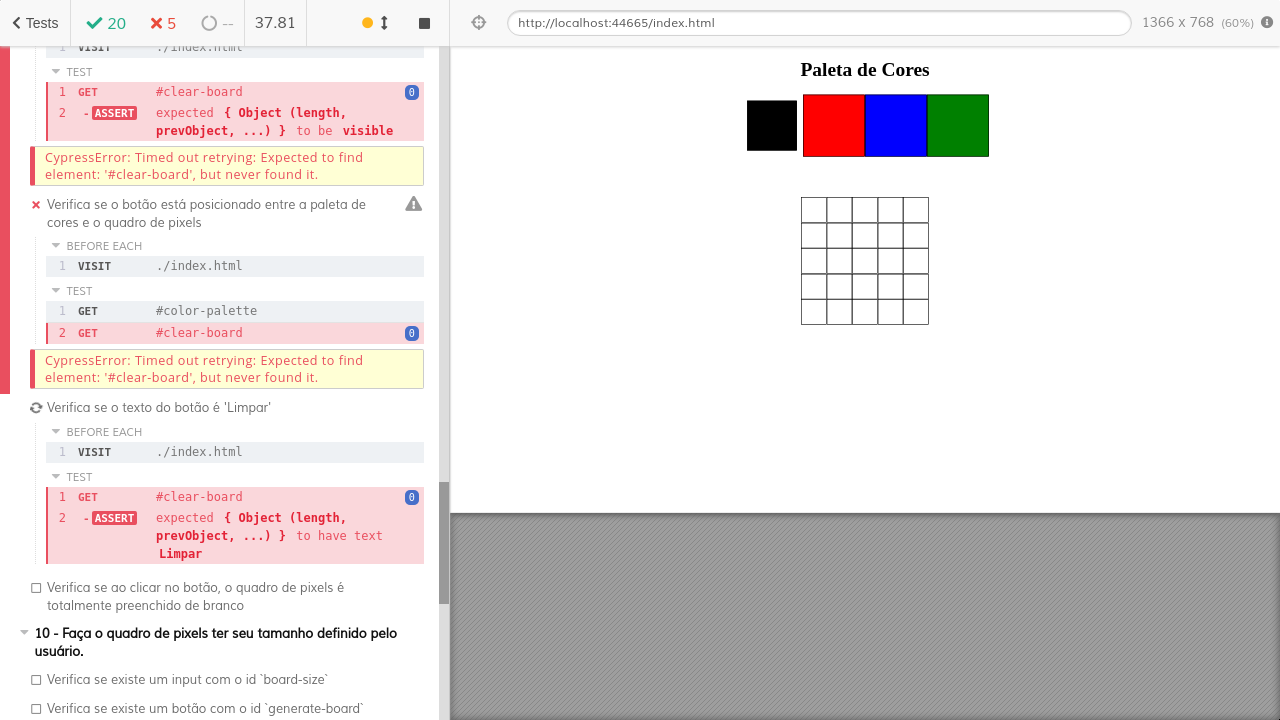 Tests 20 5 -- 37.81
http://localhost:44665/index.html 1366 x 768 (60%)
1 VISIT ./index.html
TEST
1 GET #clear-board 0
2 - ASSERT expected { Object (length,
prevObject, ...) } to be visible
CypressError: Timed out retrying: Expected to find
element: '#clear-board', but never found it.
Verifica se o botão está posicionado entre a paleta de
cores e o quadro de pixels
BEFORE EACH
1 VISIT ./index.html
TEST
1 GET #color-palette
2 GET #clear-board 0
CypressError: Timed out retrying: Expected to find
element: '#clear-board', but never found it.
Verifica se o texto do botão é 'Limpar'
BEFORE EACH
1 VISIT ./index.html
TEST
1 GET #clear-board 0
2 - ASSERT expected { Object (length,
prevObject, ...) } to have text
Limpar
Verifica se ao clicar no botão, o quadro de pixels é
totalmente preenchido de branco
10 - Faça o quadro de pixels ter seu tamanho definido pelo
usuário.
Verifica se existe um input com o id `board-size`
Verifica se existe um botão com o id `generate-board`
Paleta de Cores